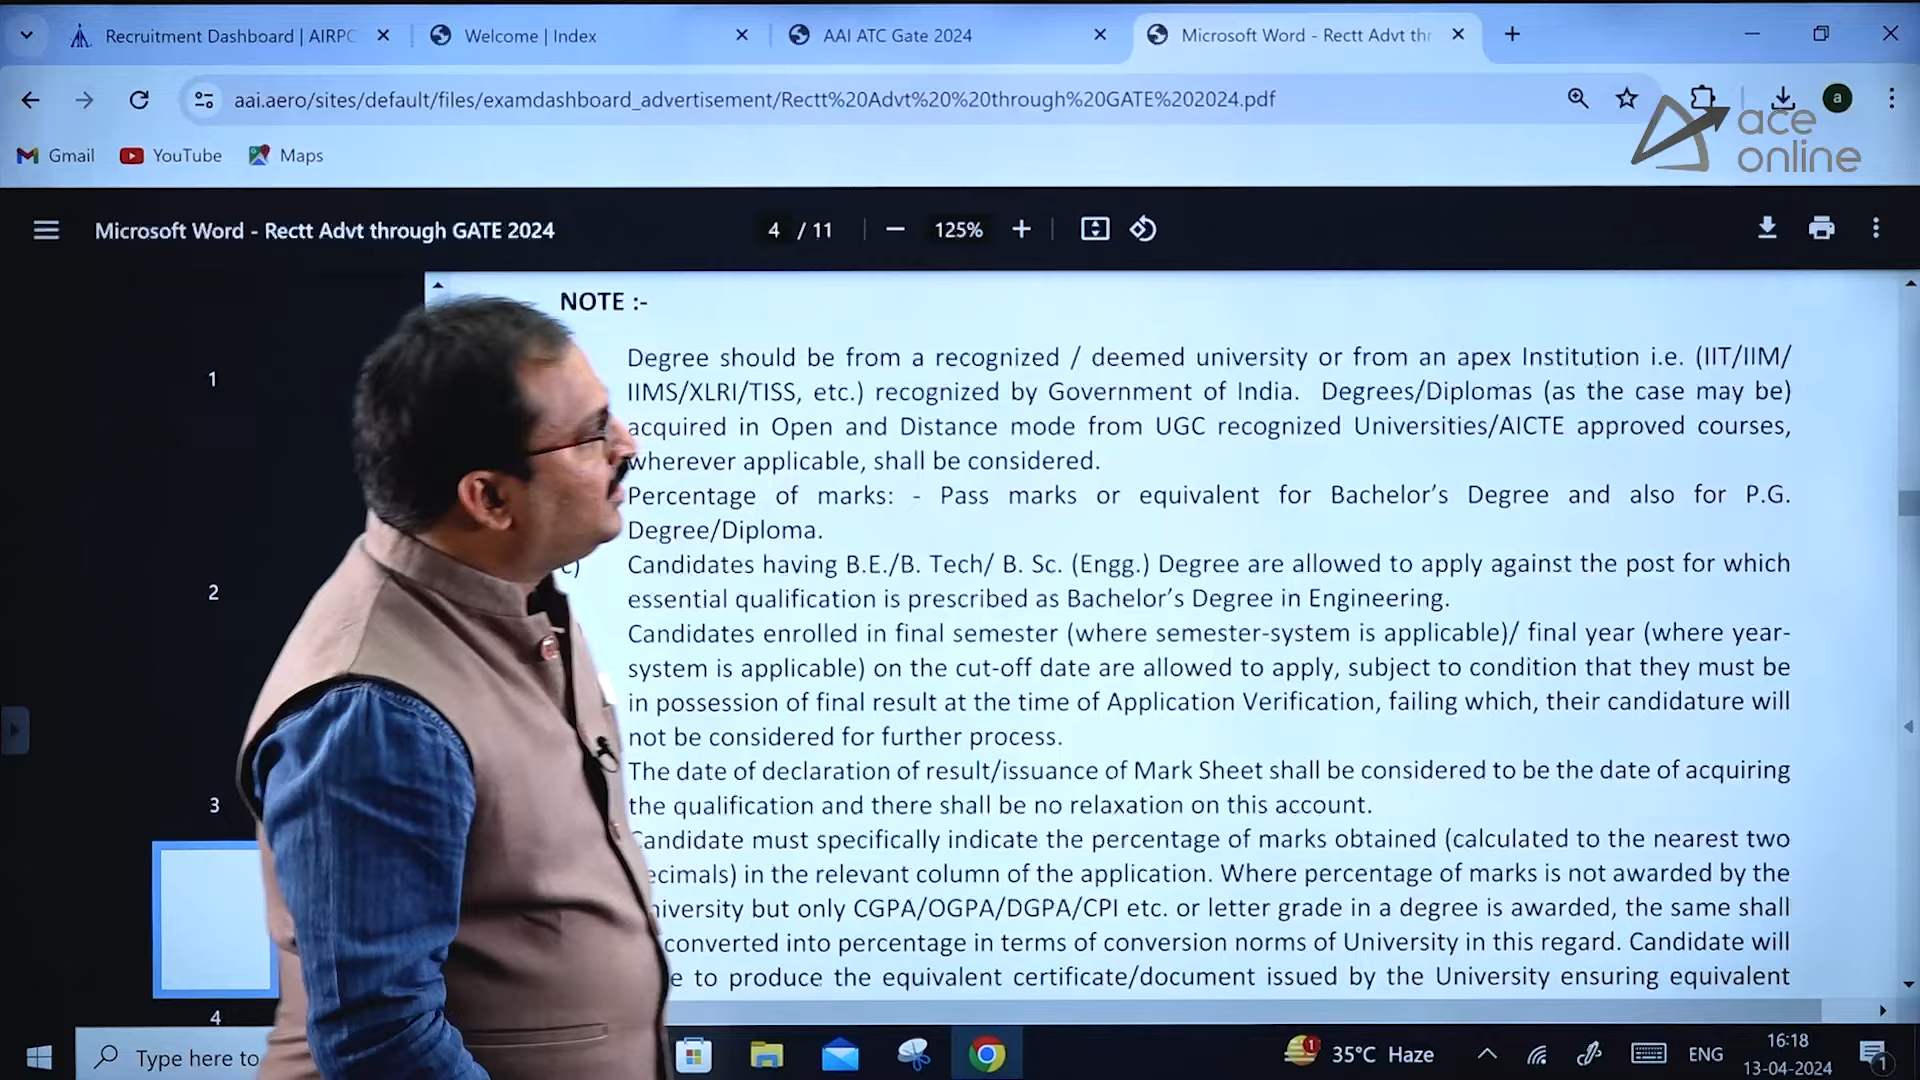 Recruitment Dashboard | AIRPC
Welcome | Index
AAI ATC Gate 2024
Microsoft Word - Rectt Advt thr
aai.aero/sites/default/files/examdashboard_advertisement/Rectt%20Advt%20%20through%20GATE%202024.pdf
a
Gmail
YouTube
Maps
ace
online
Microsoft Word - Rectt Advt through GATE 2024
4 / 11
125%
NOTE :-
1
Degree should be from a recognized / deemed university or from an apex Institution i.e. (IIT/IIM/
IIMS/XLRI/TISS, etc.) recognized by Government of India. Degrees/Diplomas (as the case may be)
acquired in Open and Distance mode from UGC recognized Universities/AICTE approved courses,
wherever applicable, shall be considered.
Percentage of marks: - Pass marks or equivalent for Bachelor's Degree and also for P.G.
Degree/Diploma.
c) Candidates having B.E./B. Tech/ B. Sc. (Engg.) Degree are allowed to apply against the post for which
2
essential qualification is prescribed as Bachelor's Degree in Engineering.
Candidates enrolled in final semester (where semester-system is applicable)/ final year (where year-
system is applicable) on the cut-off date are allowed to apply, subject to condition that they must be
in possession of final result at the time of Application Verification, failing which, their candidature will
not be considered for further process.
The date of declaration of result/issuance of Mark Sheet shall be considered to be the date of acquiring
3
the qualification and there shall be no relaxation on this account.
Candidate must specifically indicate the percentage of marks obtained (calculated to the nearest two
ecimals) in the relevant column of the application. Where percentage of marks is not awarded by the
niversity but only CGPA/OGPA/DGPA/CPI etc. or letter grade in a degree is awarded, the same shall
converted into percentage in terms of conversion norms of University in this regard. Candidate will
e to produce the equivalent certificate/document issued by the University ensuring equivalent
4
Type here to
1
35°C Haze
ENG
16:18
13-04-2024
1